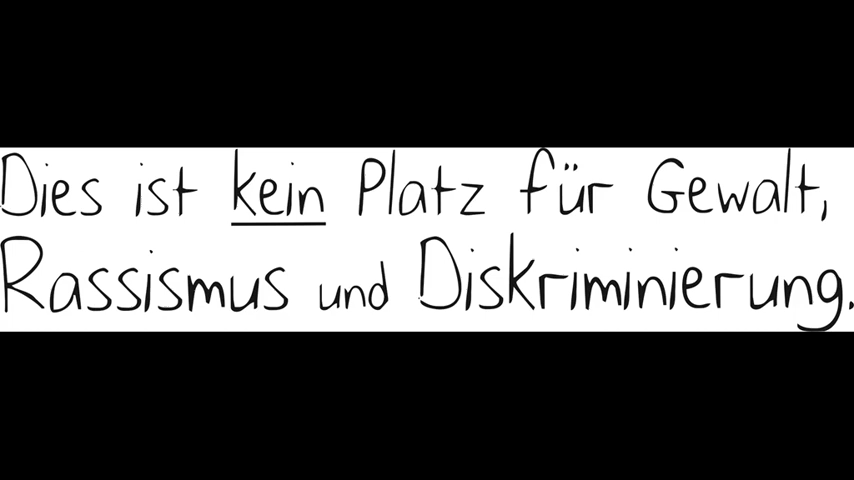 Dies ist kein Platz für Gewalt,
Rassismus und Diskriminierung.